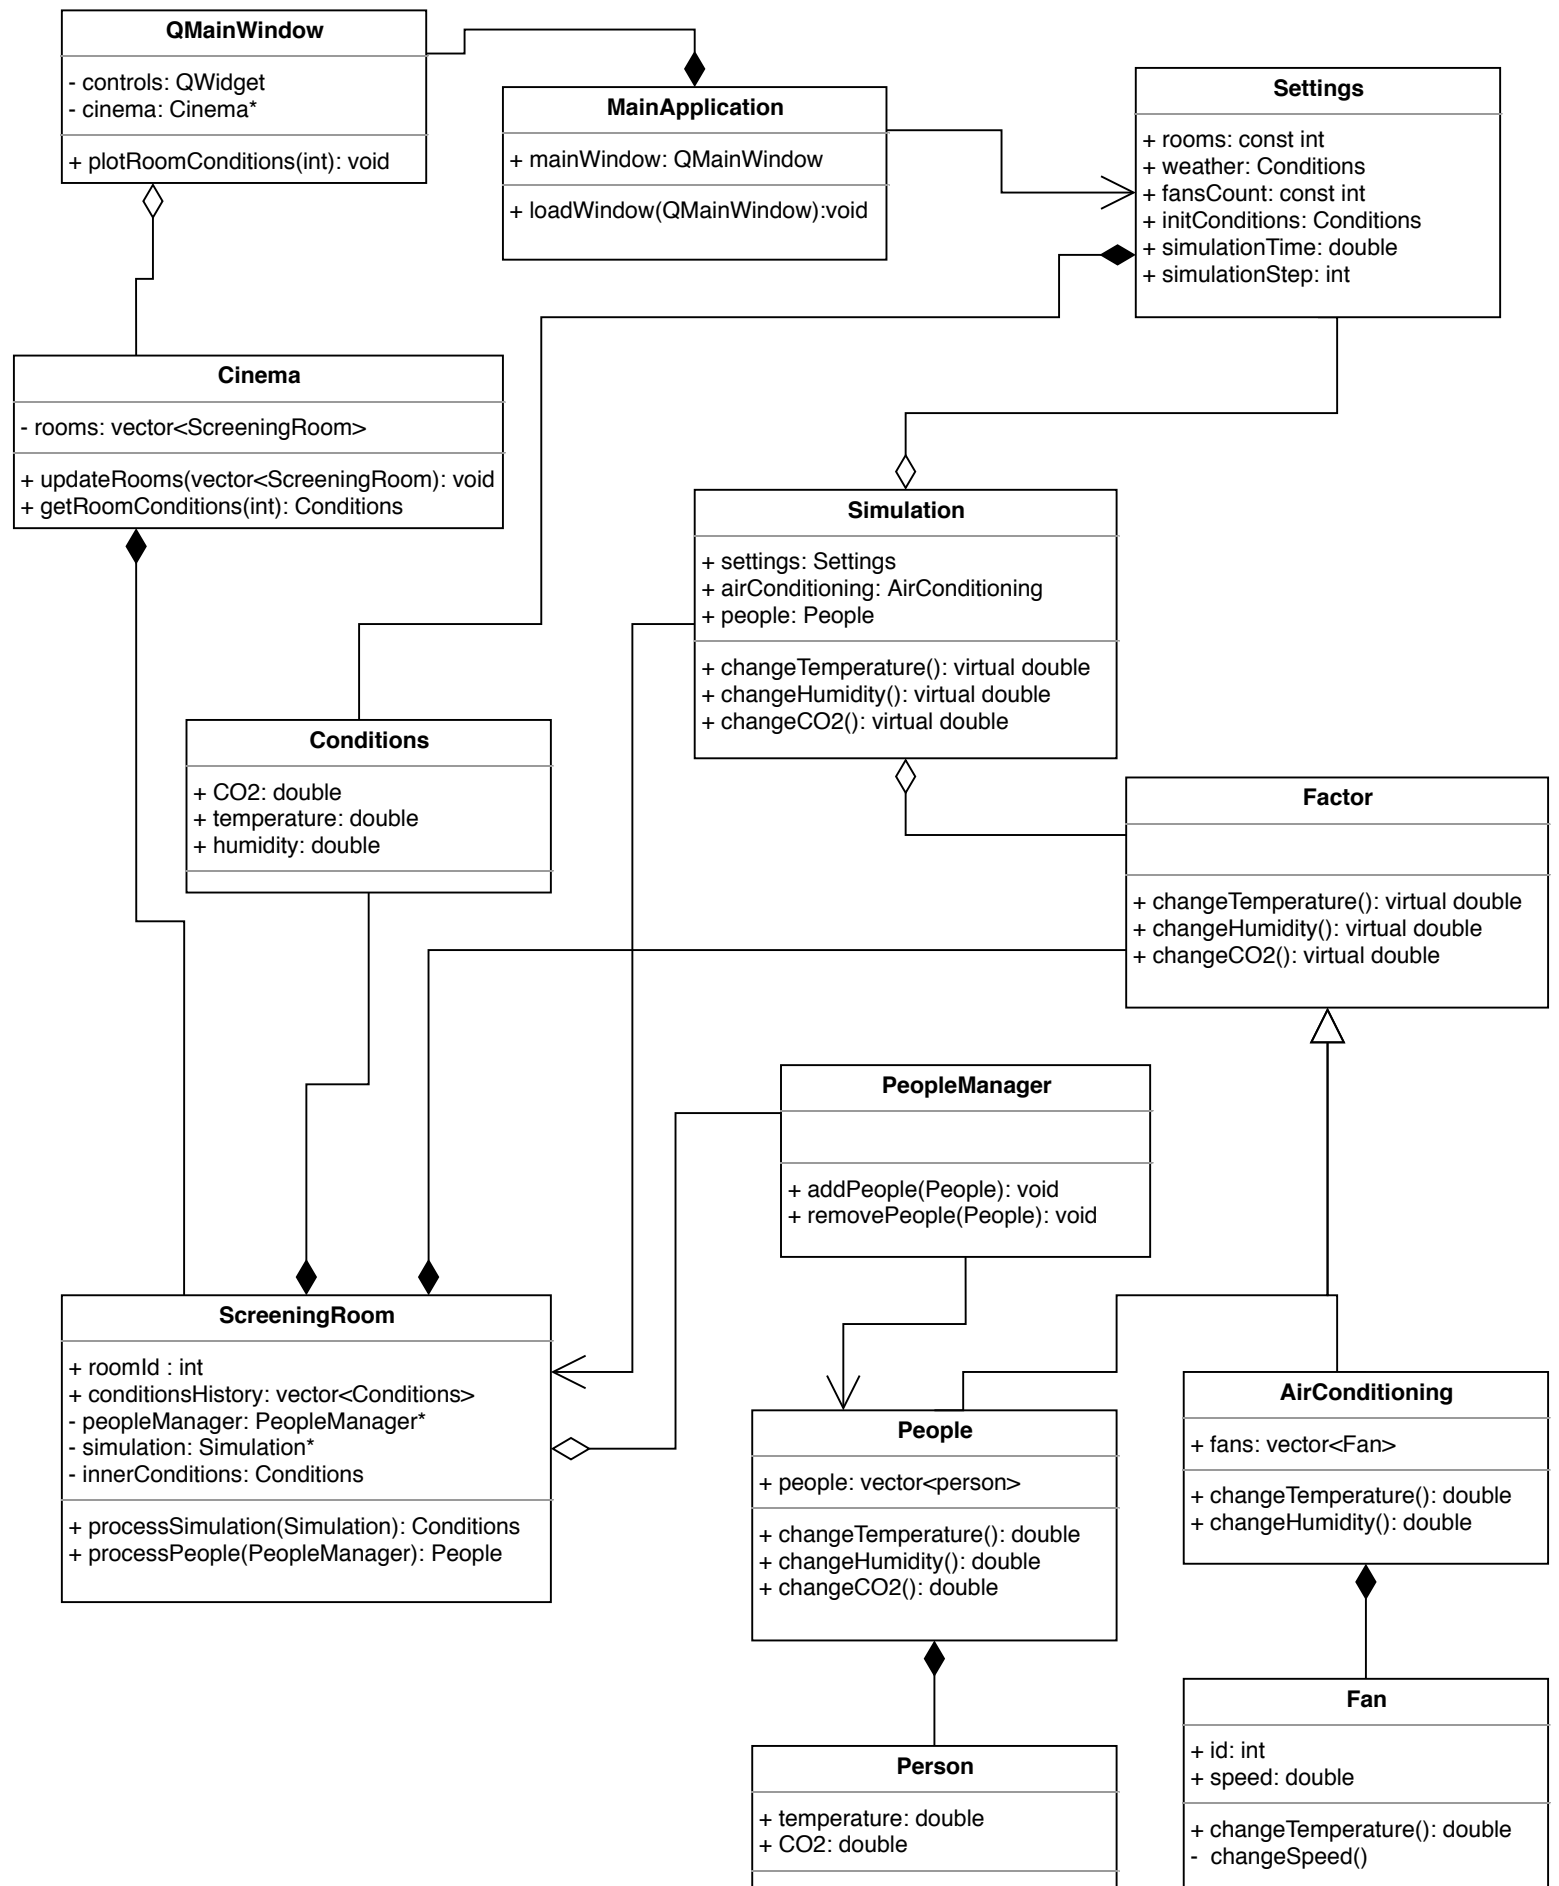 QMainWindow
- controls: QWidget
- cinema: Cinema*
+ plotRoomConditions(int): void
MainApplication
+ mainWindow: QMainWindow
+ loadWindow(QMainWindow):void
Settings
+ rooms: const int
+ weather: Conditions
+ fansCount: const int
+ initConditions: Conditions
+ simulationTime: double
+ simulationStep: int
Cinema
- rooms: vector<ScreeningRoom>
+ updateRooms(vector<ScreeningRoom): void
+ getRoomConditions(int): Conditions
Simulation
+ settings: Settings
+ airConditioning: AirConditioning
+ people: People
+ changeTemperature(): virtual double
+ changeHumidity(): virtual double
+ changeCO2(): virtual double
Conditions
+ CO2: double
+ temperature: double
+ humidity: double
Factor
+ changeTemperature(): virtual double
+ changeHumidity(): virtual double
+ changeCO2(): virtual double
PeopleManager
+ addPeople(People): void
+ removePeople(People): void
ScreeningRoom
+ roomId : int
+ conditionsHistory: vector<Conditions>
- peopleManager: PeopleManager*
- simulation: Simulation*
- innerConditions: Conditions
+ processSimulation(Simulation): Conditions
+ processPeople(PeopleManager): People
People
+ people: vector<person>
+ changeTemperature(): double
+ changeHumidity(): double
+ changeCO2(): double
AirConditioning
+ fans: vector<Fan>
+ changeTemperature(): double
+ changeHumidity(): double
Person
+ temperature: double
+ CO2: double
Fan
+ id: int
+ speed: double
+ changeTemperature(): double
-  changeSpeed()